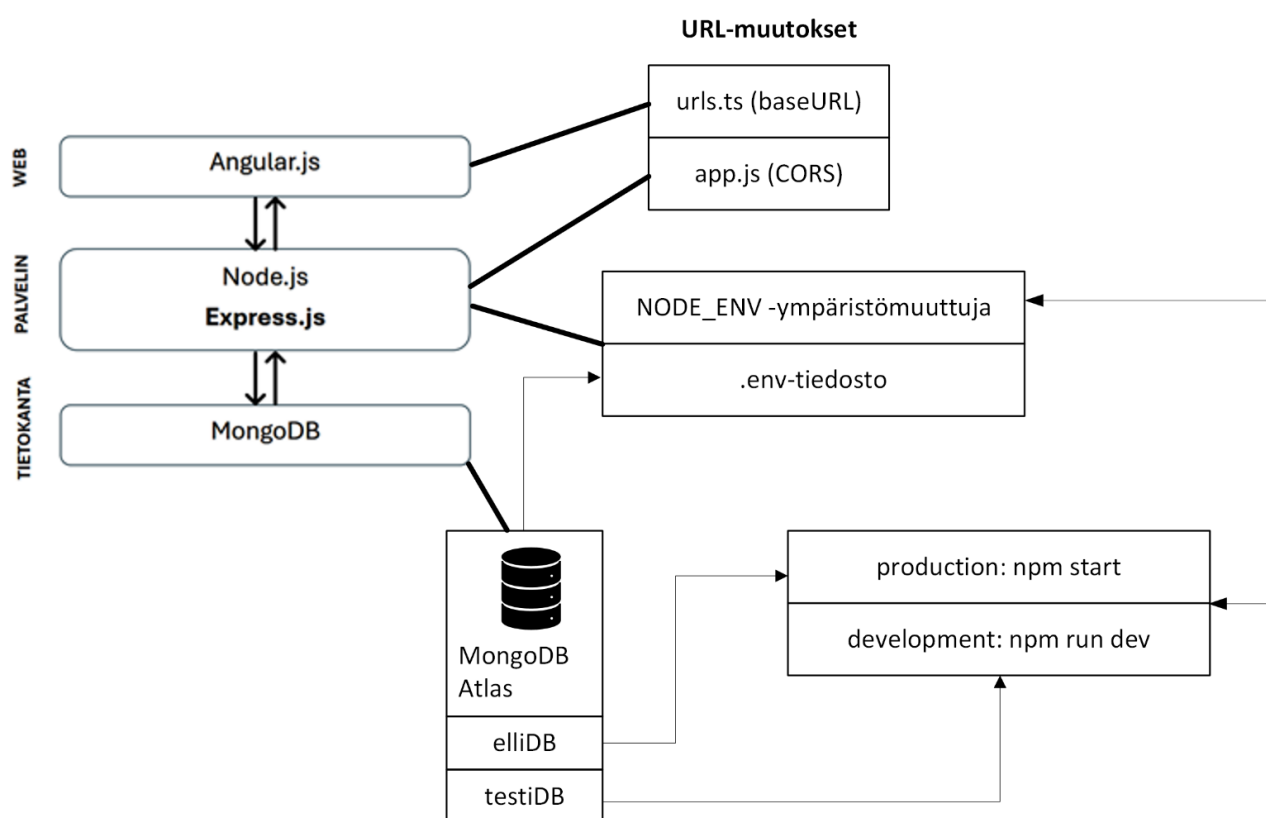 URL-muutokset
urls.ts (baseURL)
app.js (CORS)
WEB
Angular.js
PALVELIN
Node.js
Express.js
NODE_ENV -ympäristömuuttuja
.env-tiedosto
TIETOKANTA
MongoDB
MongoDB
Atlas
elliDB
testiDB
production: npm start
development: npm run dev